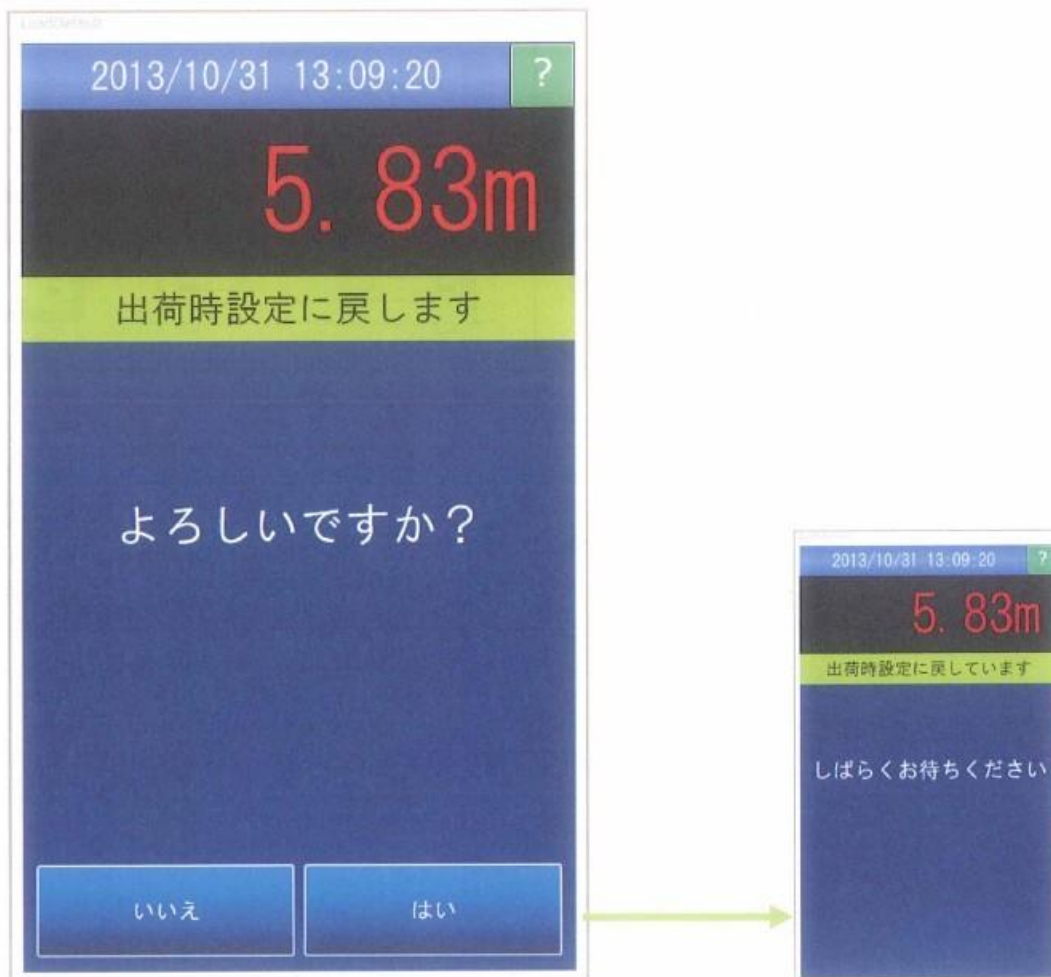 2013/10/31 13:09:20
?
5.83m
出荷時設定に戻します
よろしいですか？
いいえ
はい
2013/10/31 13:09:20
?
5.83m
出荷時設定に戻しています
しばらくお待ちください